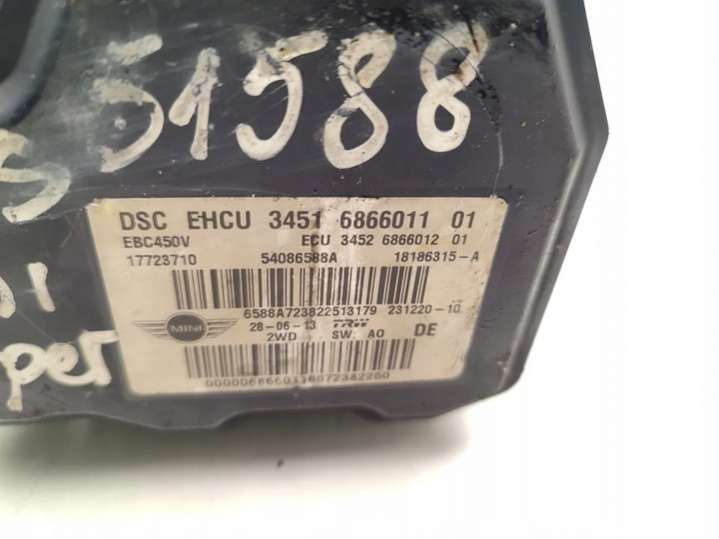 S 51588
DSC EHCU 3451 6866011 01
EBC450V ECU 3452 6866012 01
17723710 54086588A 18186315-A
6588A723822513179 231220-10
MINI 28-06-13 TRW DE
2WD SW: A0